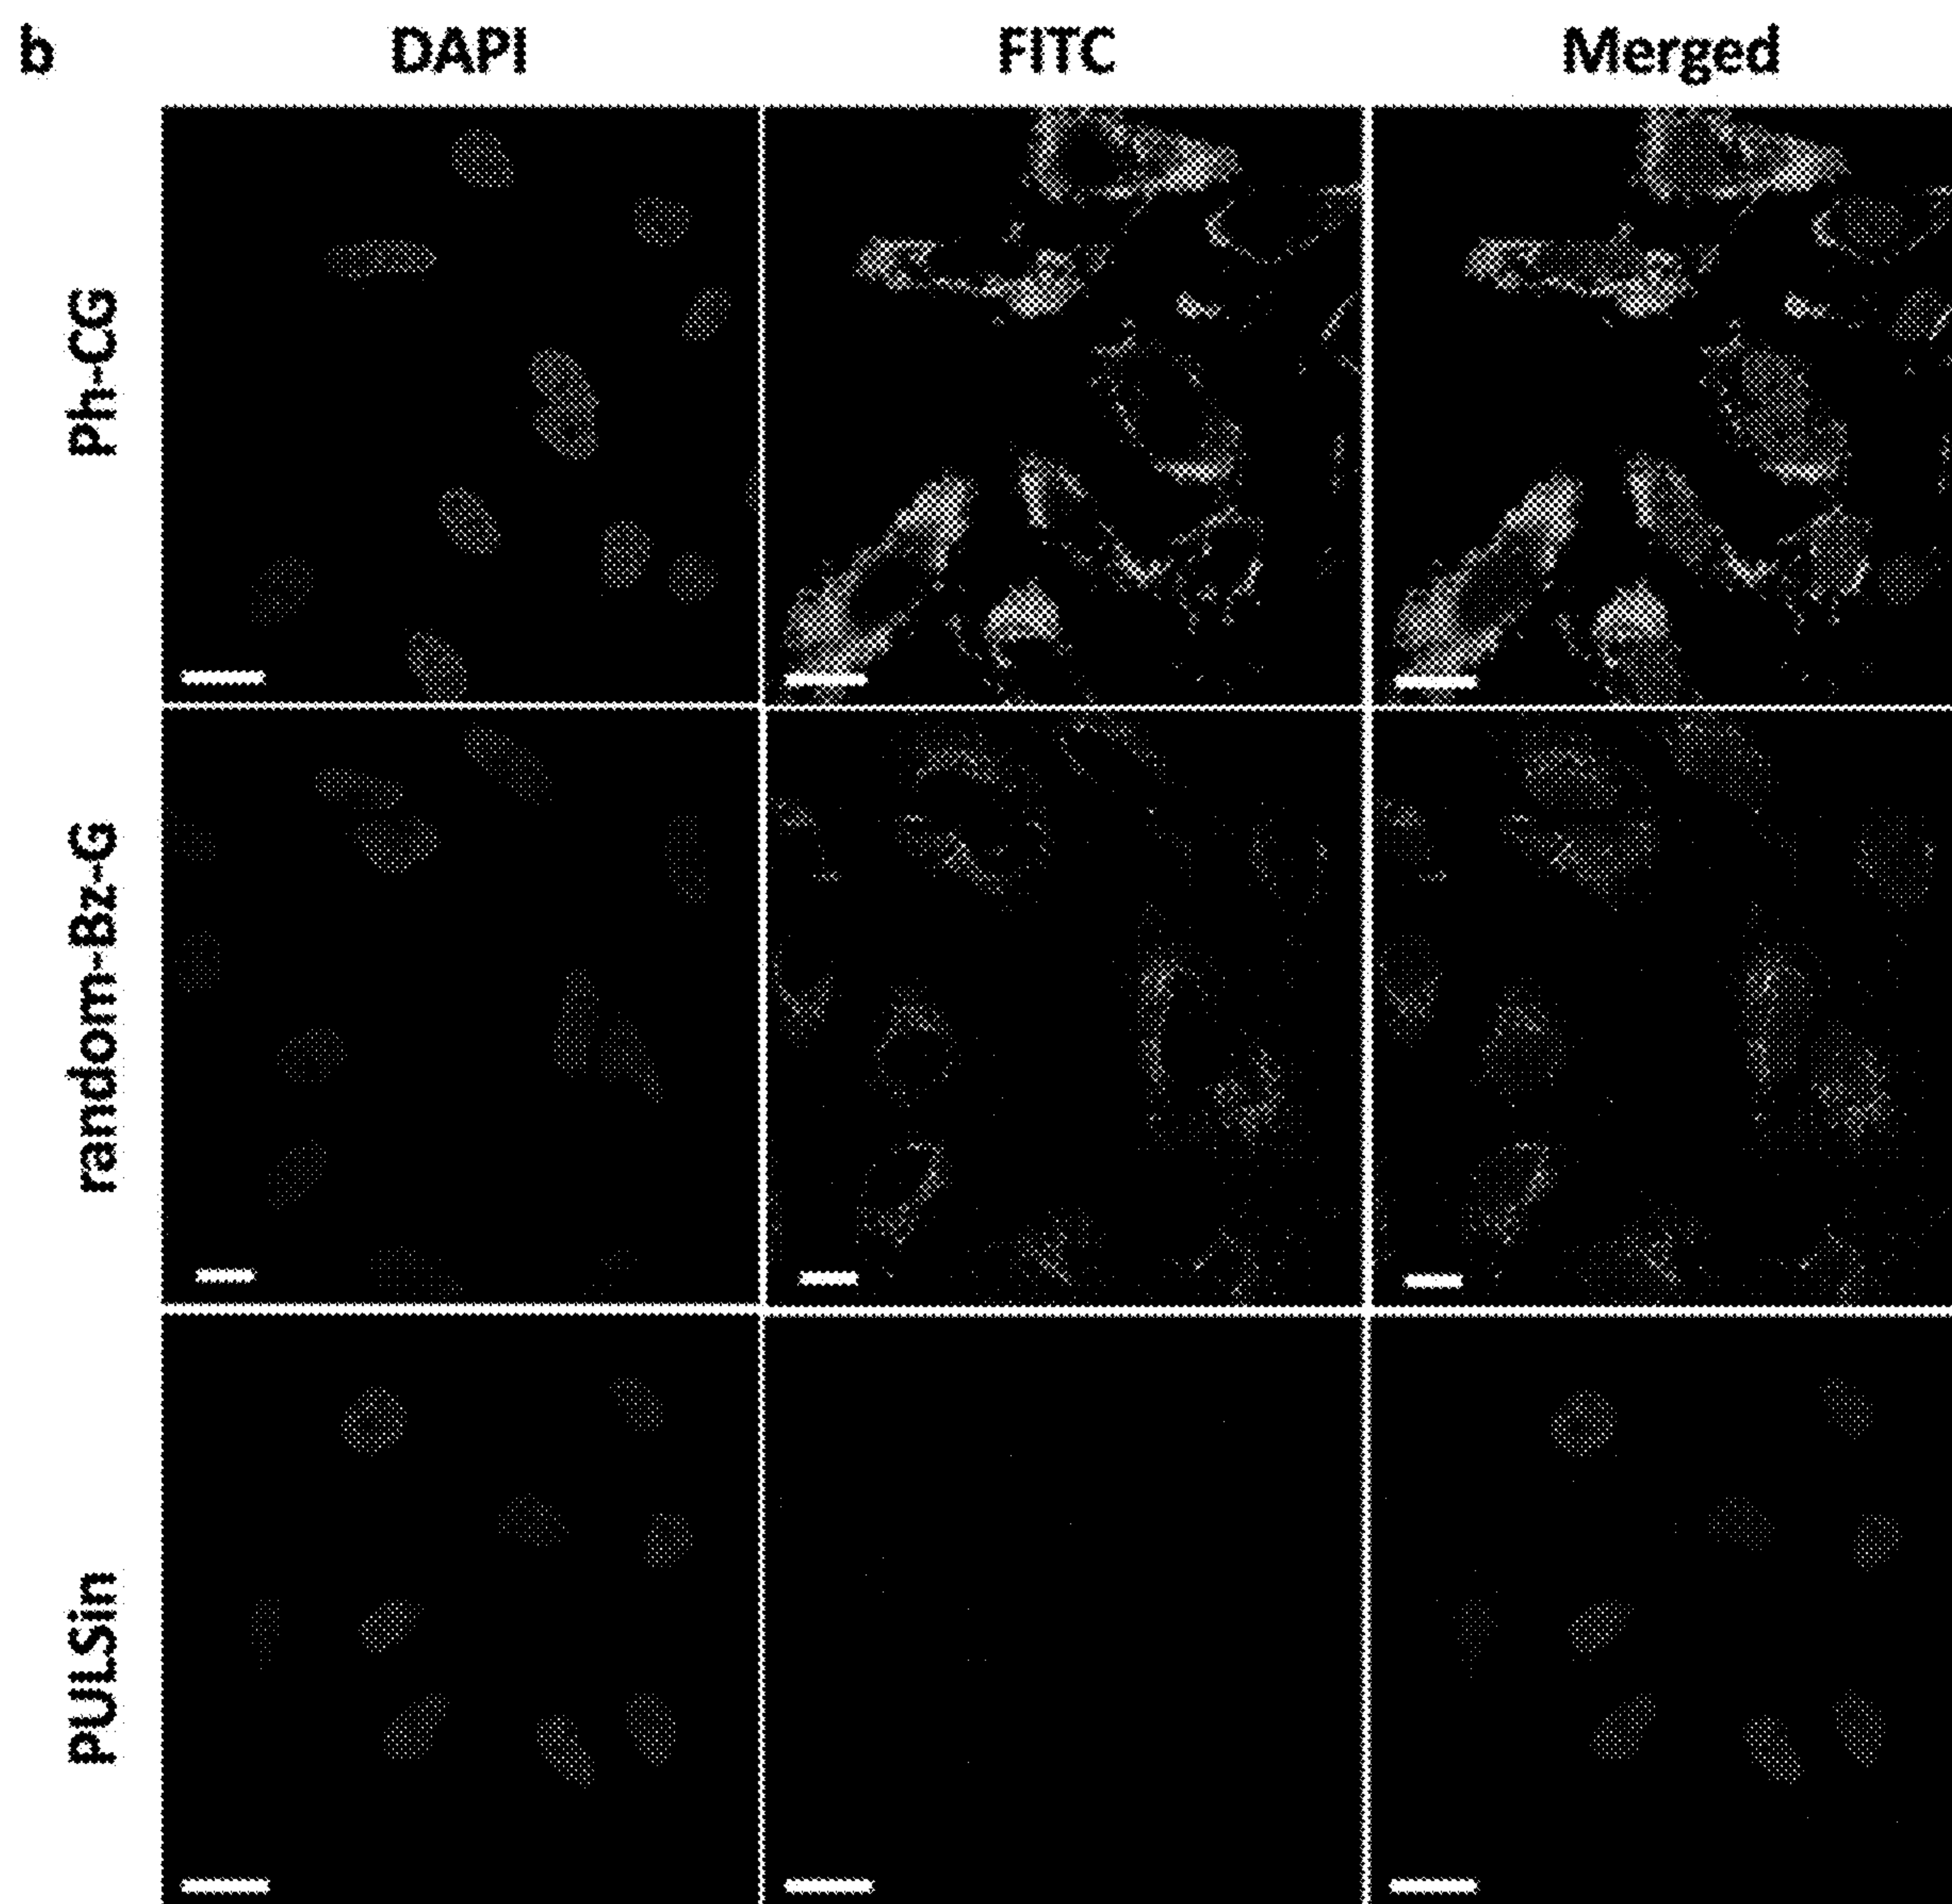 b
DAPI
FITC
Merged
Ph-CG
random-Bz-G
PULSin